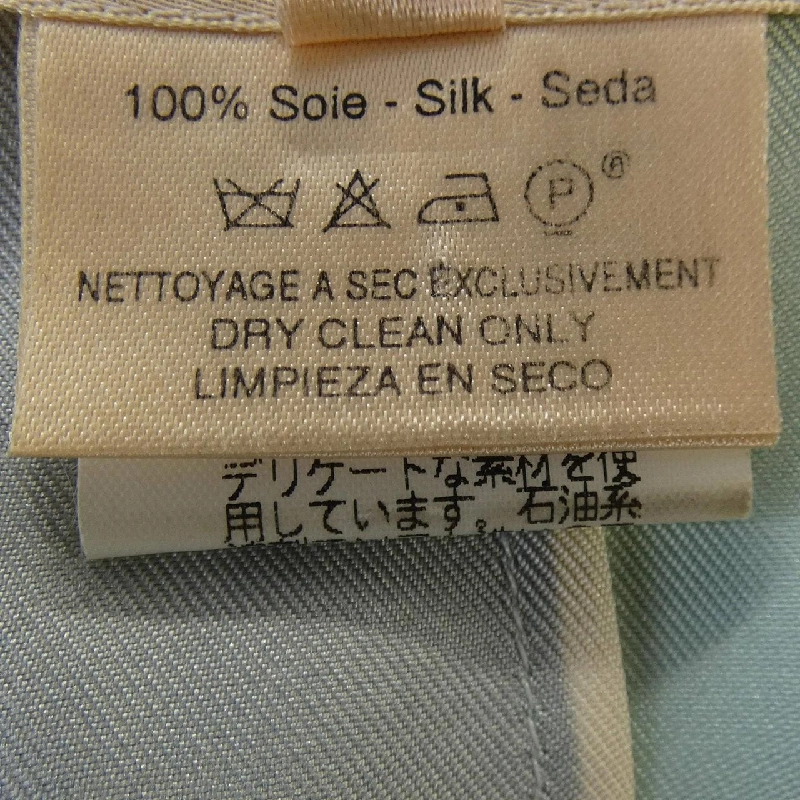 100% Soie - Silk - Seda
P
NETTOYAGE A SEC EXCLUSIVEMENT
DRY CLEAN ONLY
LIMPIEZA EN SECO
デリケートな素材を使
用しています。石油系